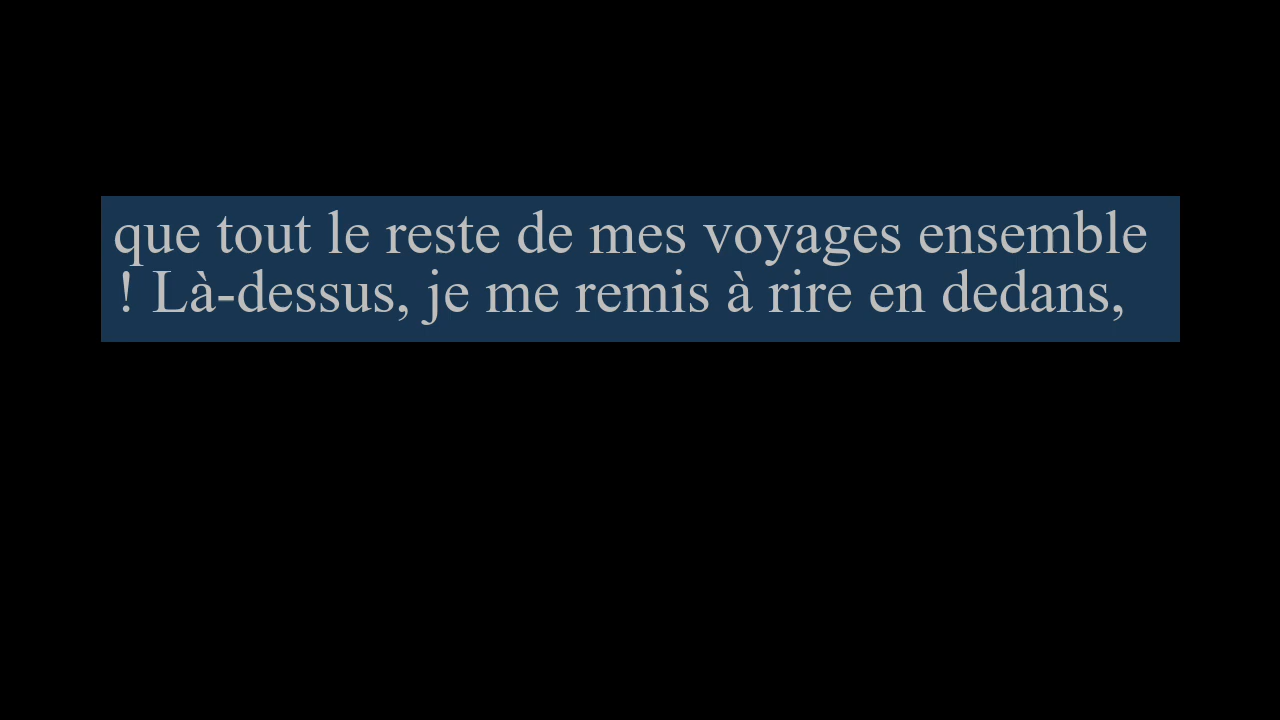 que tout le reste de mes voyages ensemble
! Là-dessus, je me remis à rire en dedans,